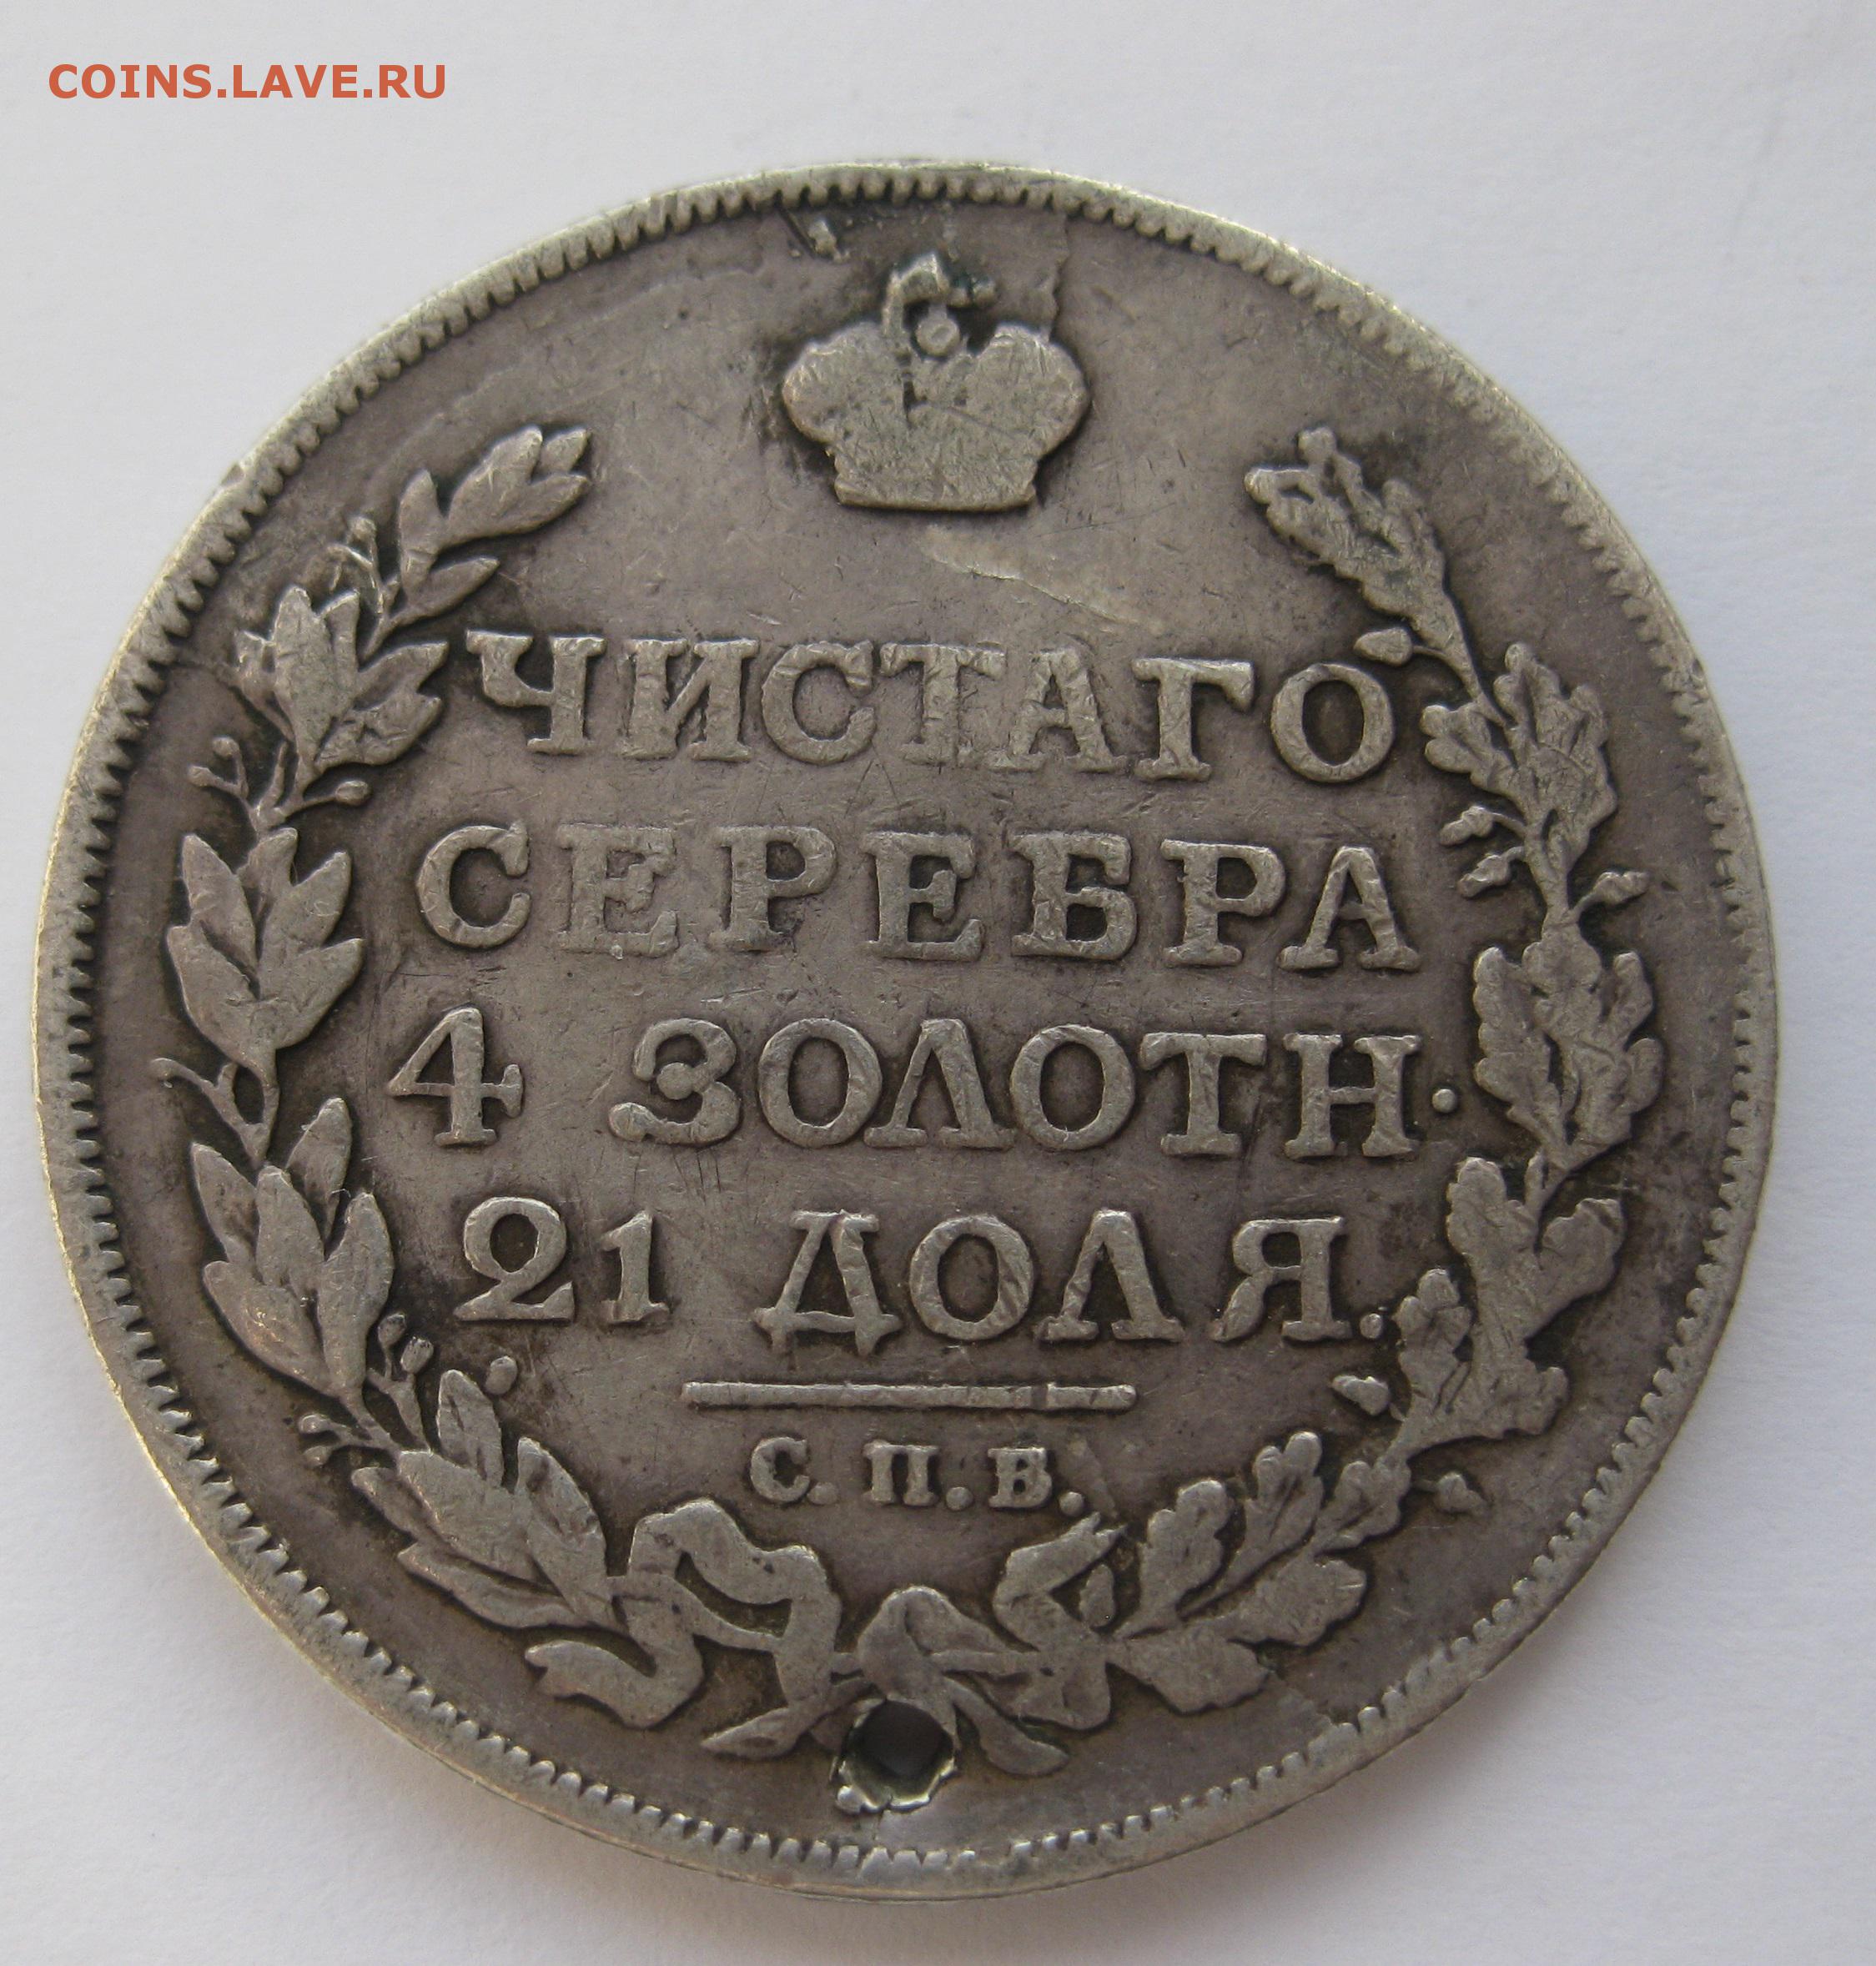 COINS.LAVE.RU
ЧИСТАГО
СЕРЕБРА
4 ЗОЛОТН.
21 ДОЛЯ.
С.П.Б.